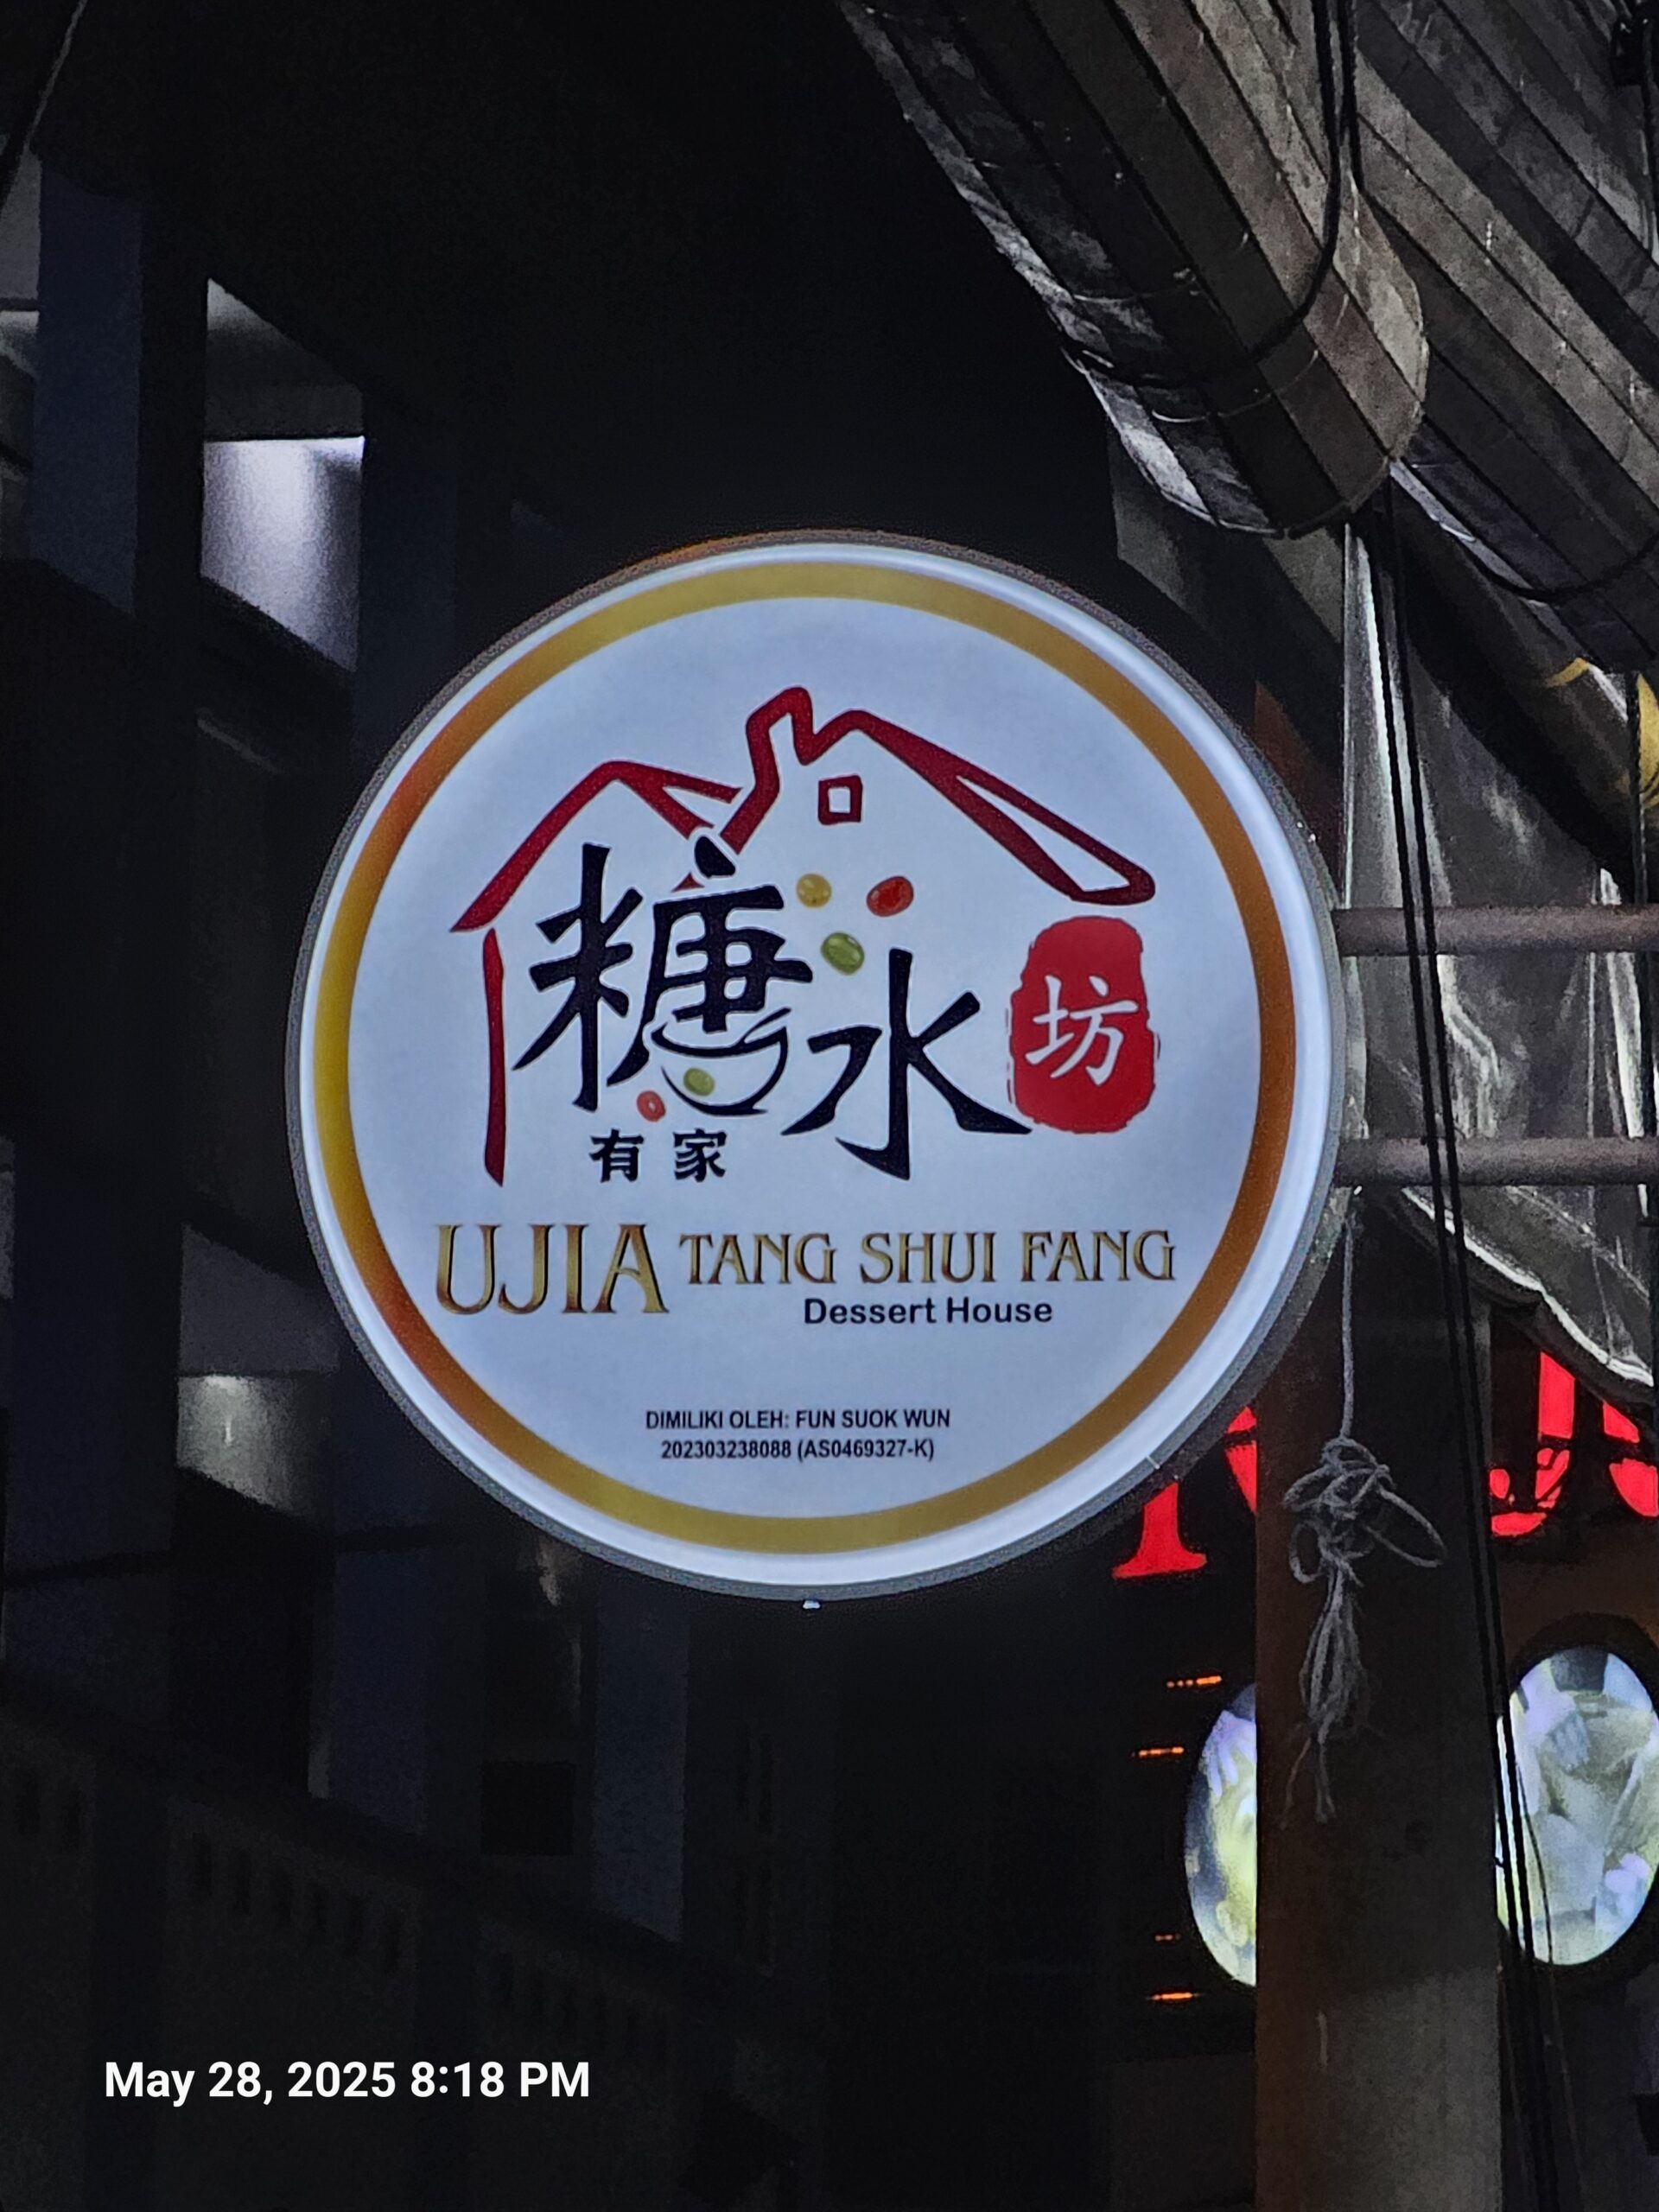 糖水坊
有家
UJIA TANG SHUI FANG
Dessert House
DIMILIKI OLEH: FUN SUOK WUN
202303238088 (AS0469327-K)
May 28, 2025 8:18 PM